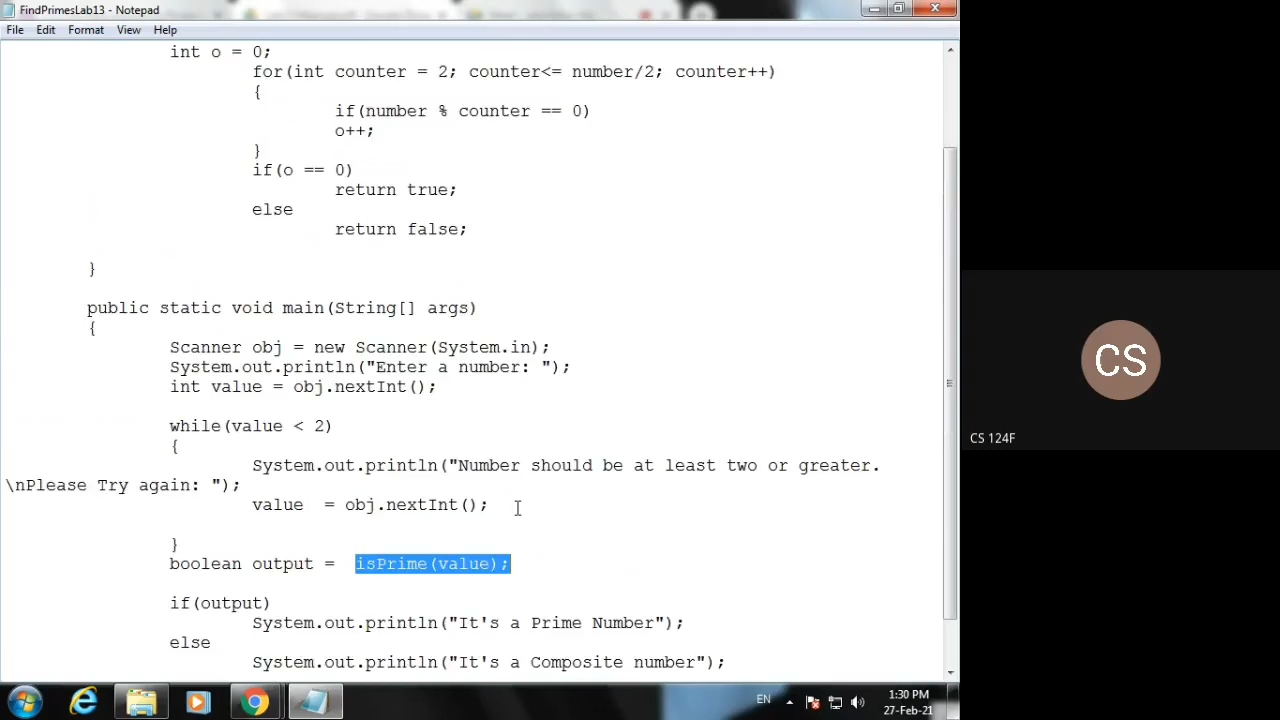 FindPrimesLab13 - Notepad
File Edit Format View Help
int o = 0;
for(int counter = 2; counter<= number/2; counter++)
{
if(number % counter == 0)
o++;
}
if(o == 0)
return true;
else
return false;
}
public static void main(String[] args)
{
Scanner obj = new Scanner(System.in);
System.out.println("Enter a number: ");
int value = obj.nextInt();
while(value < 2)
{
System.out.println("Number should be at least two or greater.
\nPlease Try again: ");
value  = obj.nextInt();
}
boolean output =  isPrime(value);
if(output)
System.out.println("It's a Prime Number");
else
System.out.println("It's a Composite number");
CS
CS 124F
EN
1:30 PM
27-Feb-21